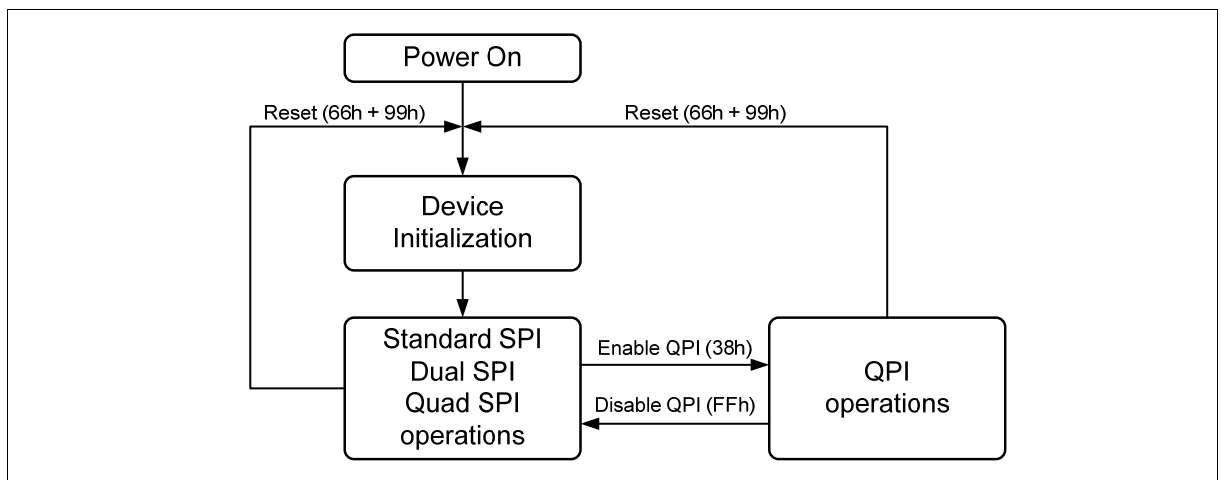 Power On
Reset (66h + 99h)
Reset (66h + 99h)
Device
Initialization
Standard SPI
Dual SPI
Quad SPI
operations
Enable QPI (38h)
Disable QPI (FFh)
QPI
operations